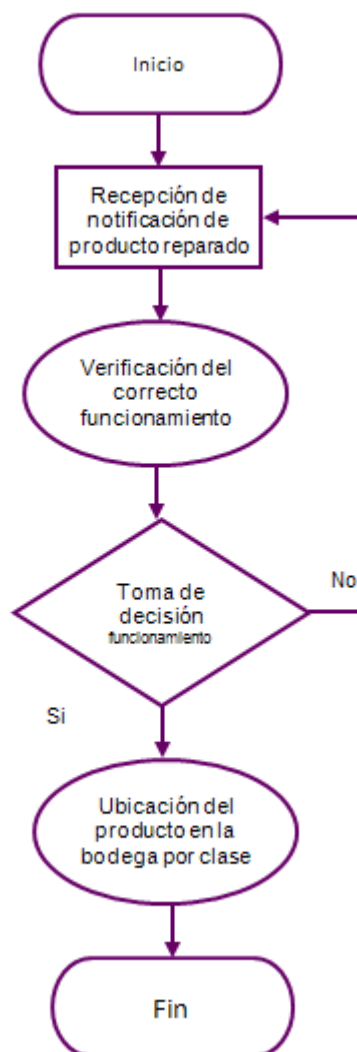 Inicio
Recepción de
notificación de
producto reparado
Verificación del
correcto
funcionamiento
Toma de
decisión
funcionamiento
No
Si
Ubicación del
producto en la
bodega por clase
Fin